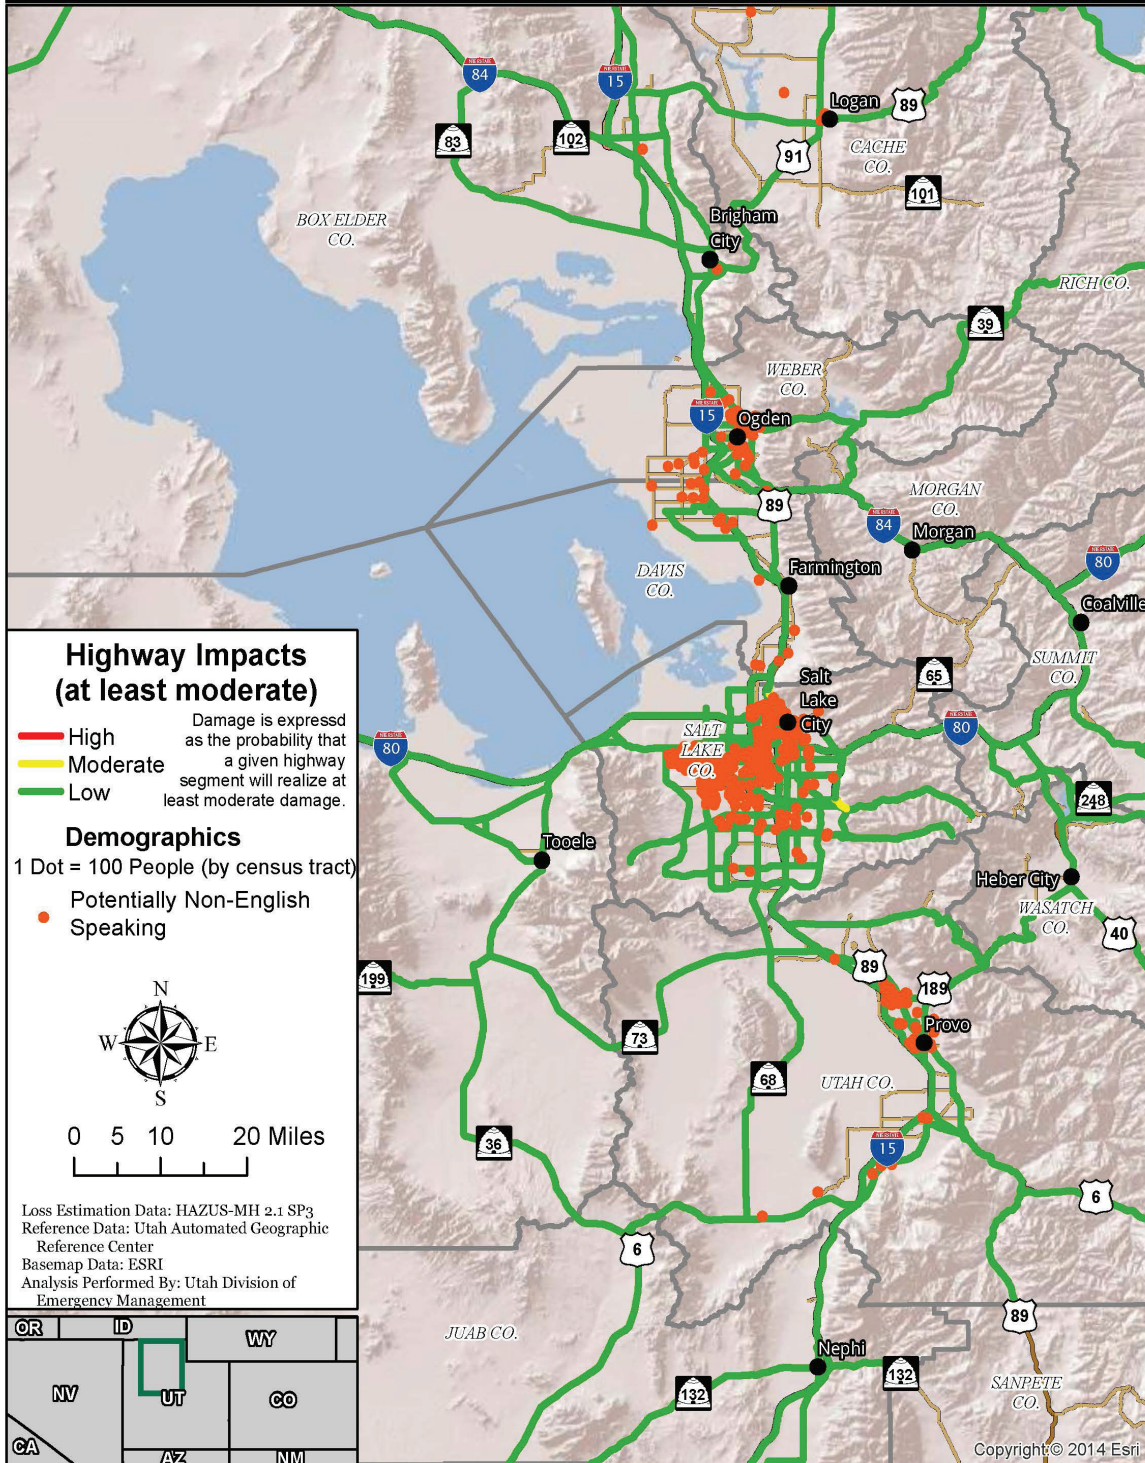 84
15
83
102
Logan
89
91
CACHE
CO.
101
BOX ELDER
CO.
Brigham
City
RICH CO.
39
WEBER
CO.
15
Ogden
89
MORGAN
CO.
84
Morgan
80
DAVIS
CO.
Farmington
Coalville
SUMMIT
CO.
65
Salt
Lake
City
SALT
LAKE
CO.
80
80
248
Tooele
Heber City
WASATCH
CO.
40
199
89
189
Provo
73
68
UTAH CO.
36
15
6
6
89
JUAB CO.
Nephi
132
132
SANPETE
CO.
Copyright:© 2014 Esri
Highway Impacts
(at least moderate)
High
Moderate
Low
Damage is expressd
as the probability that
a given highway
segment will realize at
least moderate damage.
Demographics
1 Dot = 100 People (by census tract)
Potentially Non-English
Speaking
N
W E
S
0 5 10 20 Miles
Loss Estimation Data: HAZUS-MH 2.1 SP3
Reference Data: Utah Automated Geographic
Reference Center
Basemap Data: ESRI
Analysis Performed By: Utah Division of
Emergency Management
OR ID WY
NV UT CO
CA AZ NM